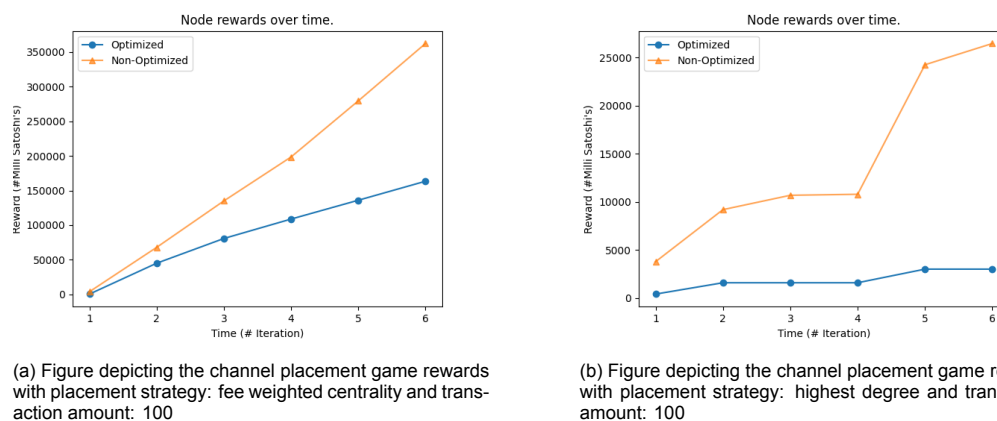 Node rewards over time.
Optimized
Non-Optimized
Reward (#Milli Satoshi's)
350000
300000
250000
200000
150000
100000
50000
0
1 2 3 4 5 6
Time (# Iteration)
(a) Figure depicting the channel placement game rewards
with placement strategy: fee weighted centrality and trans-
action amount: 100
Node rewards over time.
Optimized
Non-Optimized
Reward (#Milli Satoshi's)
25000
20000
15000
10000
5000
0
1 2 3 4 5 6
Time (# Iteration)
(b) Figure depicting the channel placement game re
with placement strategy: highest degree and tran
amount: 100